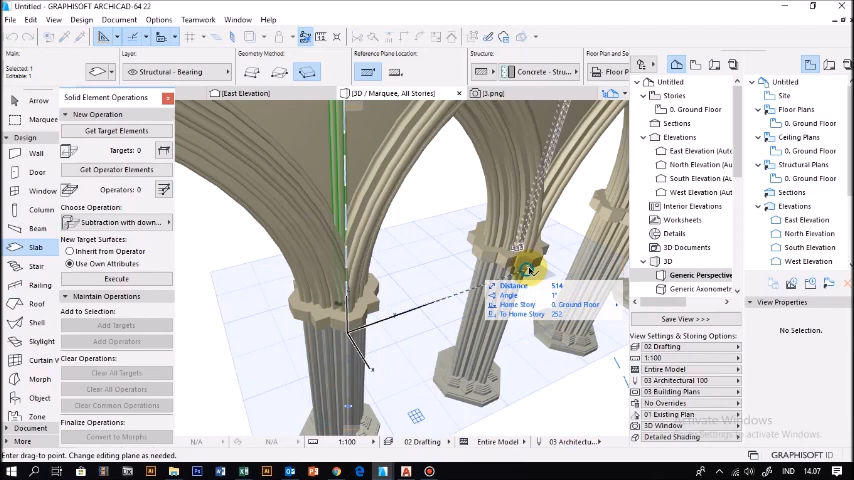 Untitled - GRAPHISOFT ARCHICAD-64 22
File Edit View Design Document Options Teamwork Window Help
Main:
Layer:
Geometry Method:
Reference Plane Location:
Structure:
Floor Plan and Se
Selected: 1
Editable: 1
Structural - Bearing
Concrete - Stru...
Floor P
Arrow
Marquee
Design
Wall
Door
Window
Column
Beam
Slab
Stair
Railing
Roof
Shell
Skylight
Curtain
Morph
Object
Zone
Document
More
Solid Element Operations
New Operation
Get Target Elements
Targets: 0
Get Operator Elements
Operators: 0
Choose Operation:
Subtraction with down...
New Target Surfaces:
Inherit from Operator
Use Own Attributes
Execute
Maintain Operations
Add to Selection:
Add Targets
Add Operators
Clear Operations:
Clear All Targets
Clear All Operators
Clear Common Operations
Finalize Operations:
Convert to Morphs
(East Elevation)
[3D / Marquee, All Stories]
[3.png]
Distance 514
Angle 1°
Home Story 0. Ground Floor
To Home Story 252
x
x
Untitled
Stories
0. Ground Floor
Sections
Elevations
East Elevation (Aut
North Elevation (Au
South Elevation (Au
West Elevation (Aut
Interior Elevations
Worksheets
Details
3D Documents
3D
Generic Perspective
Generic Axonome
Save View >>>
View Settings & Storing Options:
02 Drafting
1:100
Entire Model
03 Architectural 100
03 Building Plans
No Overrides
01 Existing Plan
3D Window
Detailed Shading
Untitled
Site
Floor Plans
0. Ground Floor
Ceiling Plans
0. Ground Floor
Structural Plans
0. Ground Floor
Sections
Elevations
East Elevation
North Elevation
South Elevation
West Elevation
View Properties
No Selection.
Activate Windows
Go to Settings to activate Windows.
N/A
N/A
1:100
02 Drafting
Entire Model
03 Architectu...
Enter drag-to point. Change editing plane as needed.
GRAPHISOFT ID
IND
14.07